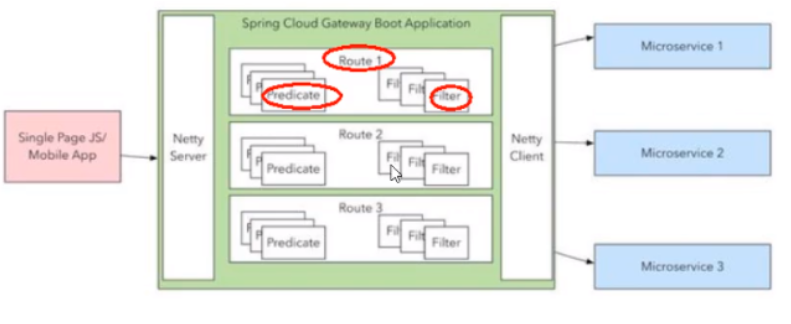 Spring Cloud Gateway Boot Application
Single Page JS/
Mobile App
Netty
Server
Route 1
Predicate
Fil
Filt
Filter
Route 2
Predicate
Fil
Filt
Filter
Route 3
Predicate
Fil
Filt
Filter
Netty
Client
Microservice 1
Microservice 2
Microservice 3